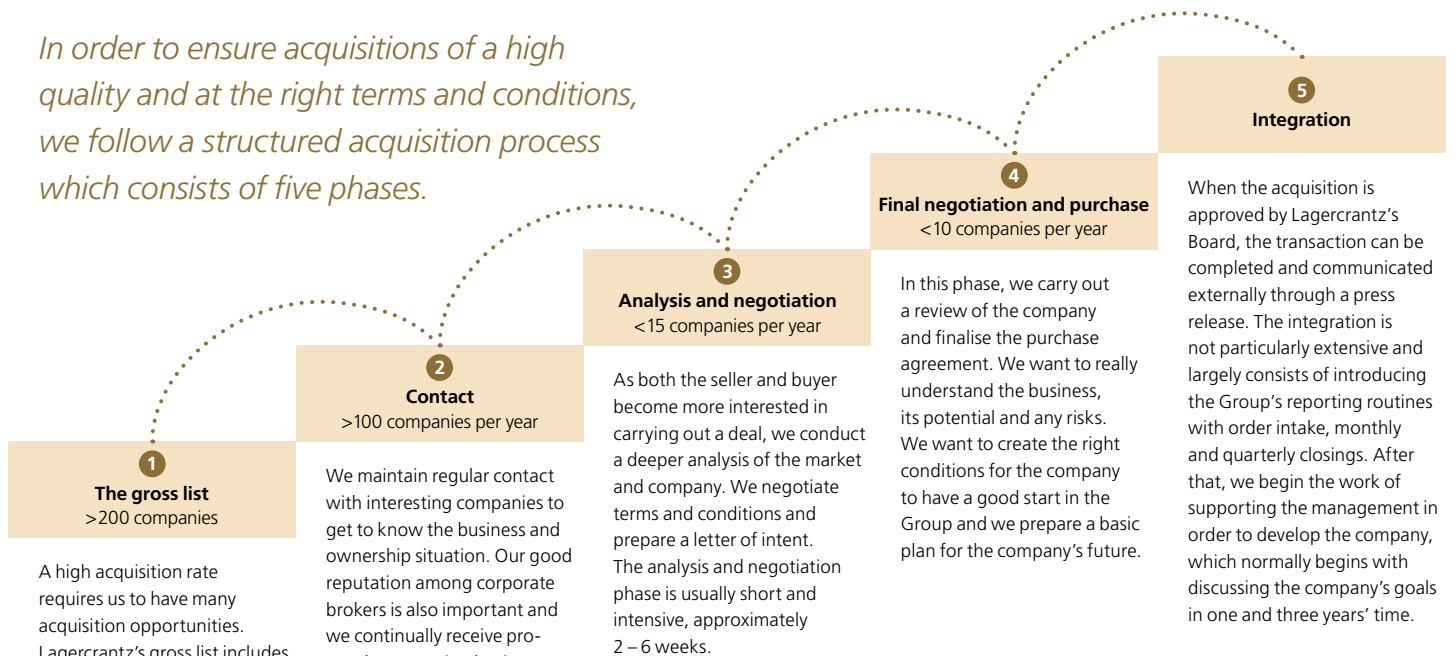 In order to ensure acquisitions of a high
quality and at the right terms and conditions,
we follow a structured acquisition process
which consists of five phases.
1
The gross list
>200 companies
A high acquisition rate
requires us to have many
acquisition opportunities.
Lagercrantz's gross list includes
2
Contact
>100 companies per year
We maintain regular contact
with interesting companies to
get to know the business and
ownership situation. Our good
reputation among corporate
brokers is also important and
we continually receive pro-
3
Analysis and negotiation
<15 companies per year
As both the seller and buyer
become more interested in
carrying out a deal, we conduct
a deeper analysis of the market
and company. We negotiate
terms and conditions and
prepare a letter of intent.
The analysis and negotiation
phase is usually short and
intensive, approximately
2 – 6 weeks.
4
Final negotiation and purchase
<10 companies per year
In this phase, we carry out
a review of the company
and finalise the purchase
agreement. We want to really
understand the business,
its potential and any risks.
We want to create the right
conditions for the company
to have a good start in the
Group and we prepare a basic
plan for the company's future.
5
Integration
When the acquisition is
approved by Lagercrantz's
Board, the transaction can be
completed and communicated
externally through a press
release. The integration is
not particularly extensive and
largely consists of introducing
the Group's reporting routines
with order intake, monthly
and quarterly closings. After
that, we begin the work of
supporting the management in
order to develop the company,
which normally begins with
discussing the company's goals
in one and three years' time.